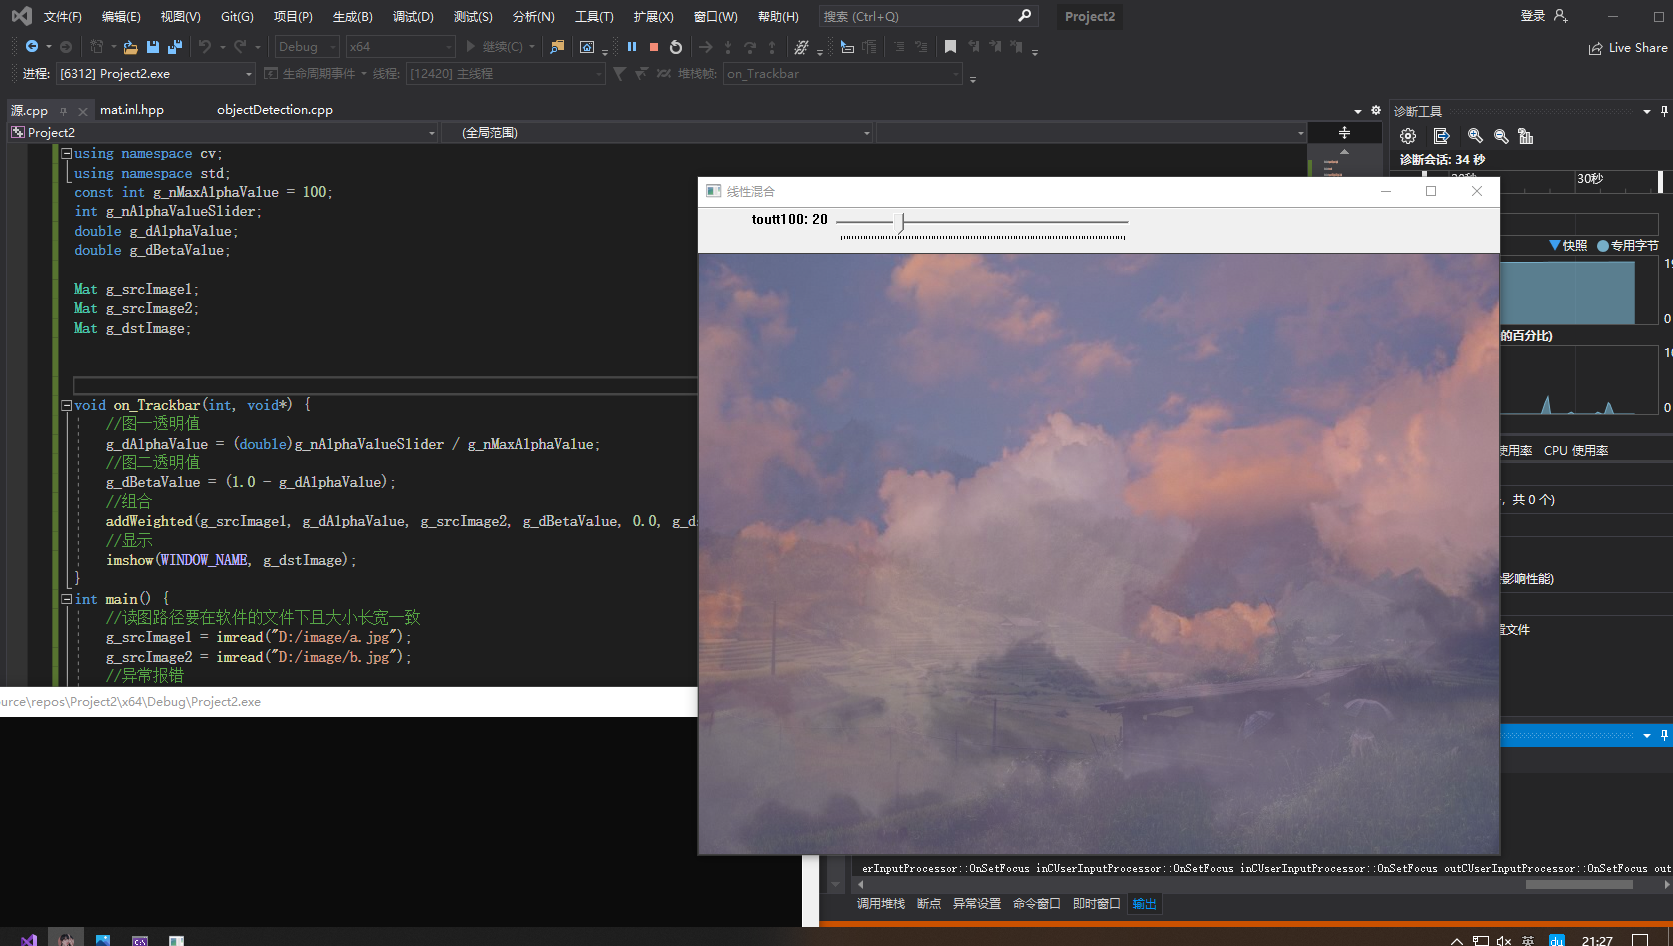 文件(F) 编辑(E) 视图(V) Git(G) 项目(P) 生成(B) 调试(D) 测试(S) 分析(N) 工具(T) 扩展(X) 窗口(W) 帮助(H) 搜索 (Ctrl+Q) Project2 登录
Debug x64 继续(C) Live Share
进程: [6312] Project2.exe 生命周期事件 线程: [12420] 主线程 堆栈帧: on_Trackbar
源.cpp mat.inl.hpp objectDetection.cpp
Project2 (全局范围)
using namespace cv;
using namespace std;
const int g_nMaxAlphaValue = 100;
int g_nAlphaValueSlider;
double g_dAlphaValue;
double g_dBetaValue;
Mat g_srcImage1;
Mat g_srcImage2;
Mat g_dstImage;
void on_Trackbar(int, void*) {
//图一透明值
g_dAlphaValue = (double)g_nAlphaValueSlider / g_nMaxAlphaValue;
//图二透明值
g_dBetaValue = (1.0 - g_dAlphaValue);
//组合
addWeighted(g_srcImage1, g_dAlphaValue, g_srcImage2, g_dBetaValue, 0.0, g_d
//显示
imshow(WINDOW_NAME, g_dstImage);
}
int main() {
//读图路径要在软件的文件下且大小长宽一致
g_srcImage1 = imread("D:/image/a.jpg");
g_srcImage2 = imread("D:/image/b.jpg");
//异常报错
urce\repos\Project2\x64\Debug\Project2.exe
线性混合
toutt100: 20
诊断工具
诊断会话: 34 秒
30秒
快照 专用字节
19
0
的百分比)
10
0
使用率 CPU 使用率
，共 0 个)
影响性能)
置文件
erInputProcessor::OnSetFocus inCUserInputProcessor::OnSetFocus inCUserInputProcessor::OnSetFocus outCUserInputProcessor::OnSetFocus out
调用堆栈 断点 异常设置 命令窗口 即时窗口 输出
英 du 21:27